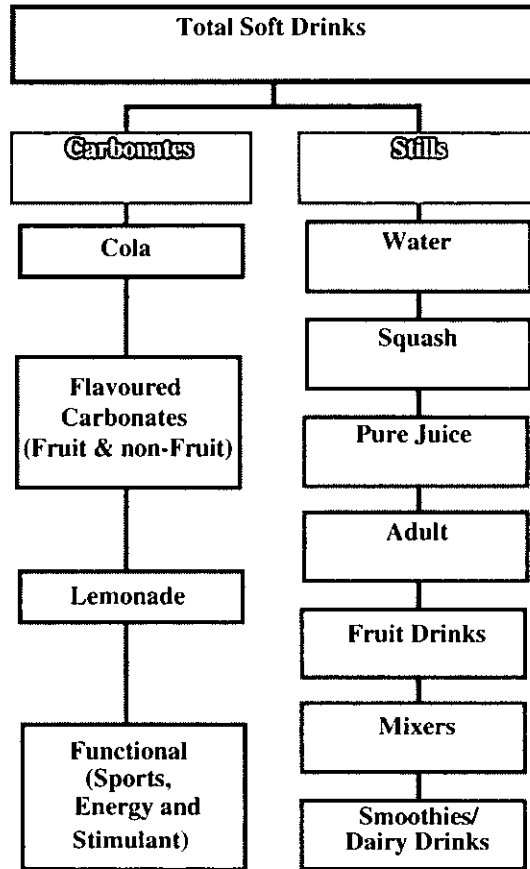 Total Soft Drinks
Carbonates
Cola
Flavoured
Carbonates
(Fruit & non-Fruit)
Lemonade
Functional
(Sports,
Energy and
Stimulant)
Stills
Water
Squash
Pure Juice
Adult
Fruit Drinks
Mixers
Smoothies/
Dairy Drinks